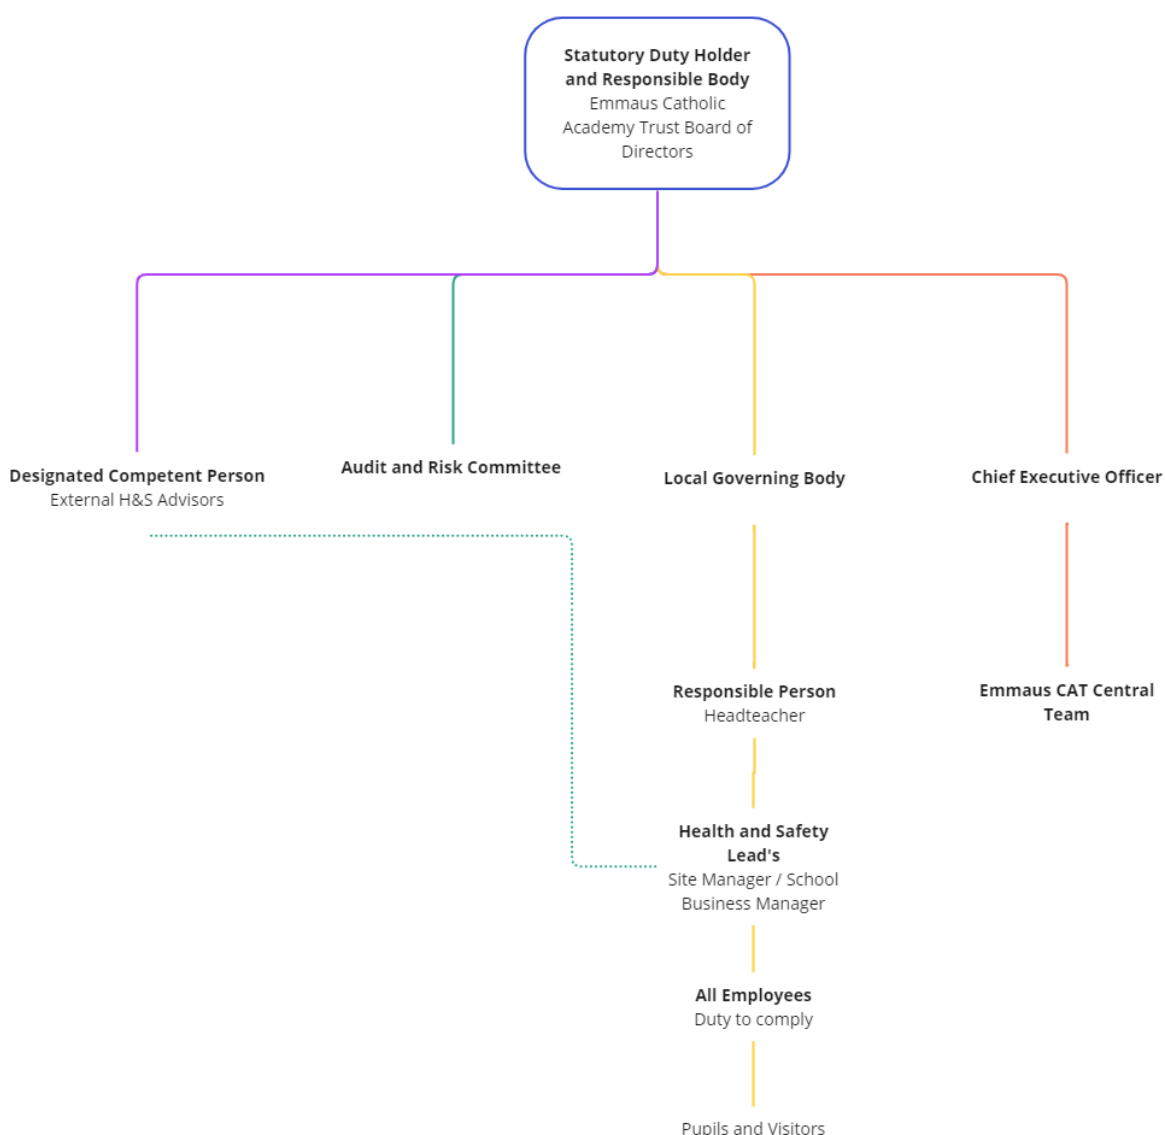 Statutory Duty Holder
and Responsible Body
Emmaus Catholic
Academy Trust Board of
Directors
Designated Competent Person
External H&S Advisors
Audit and Risk Committee
Local Governing Body
Chief Executive Officer
Responsible Person
Headteacher
Emmaus CAT Central
Team
Health and Safety
Lead's
Site Manager / School
Business Manager
All Employees
Duty to comply
Pupils and Visitors